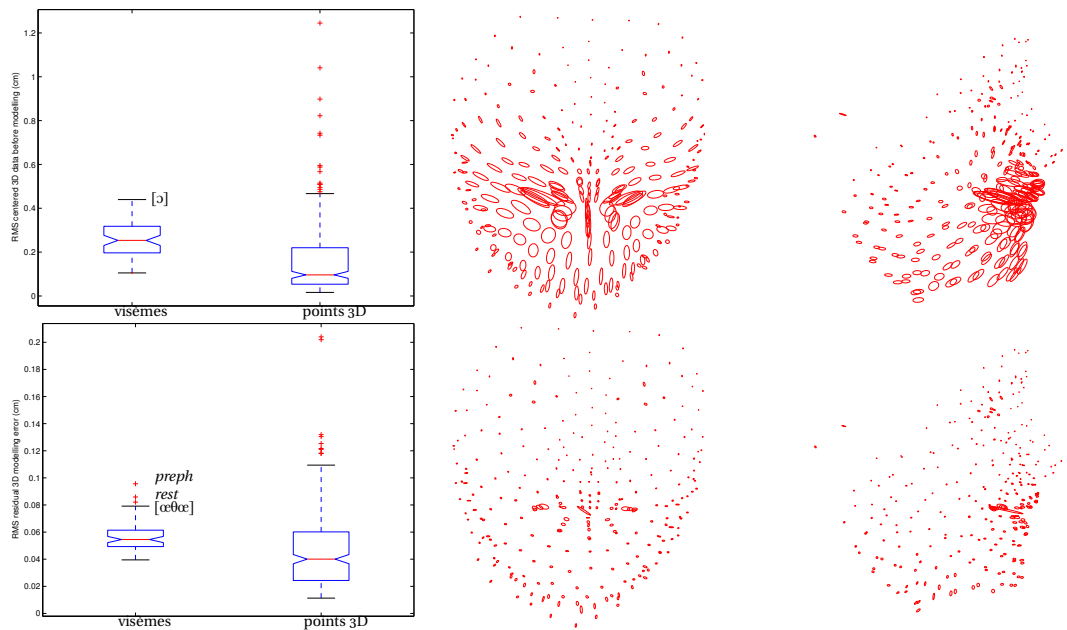 RMS centered 3D data before modelling (cm)
1.2
1
0.8
0.6
0.4
0.2
0
[ɔ]
visèmes
points 3D
RMS residual 3D modelling error (cm)
0.2
0.18
0.16
0.14
0.12
0.1
0.08
0.06
0.04
0.02
0
preph
rest
[œθœ]
visèmes
points 3D